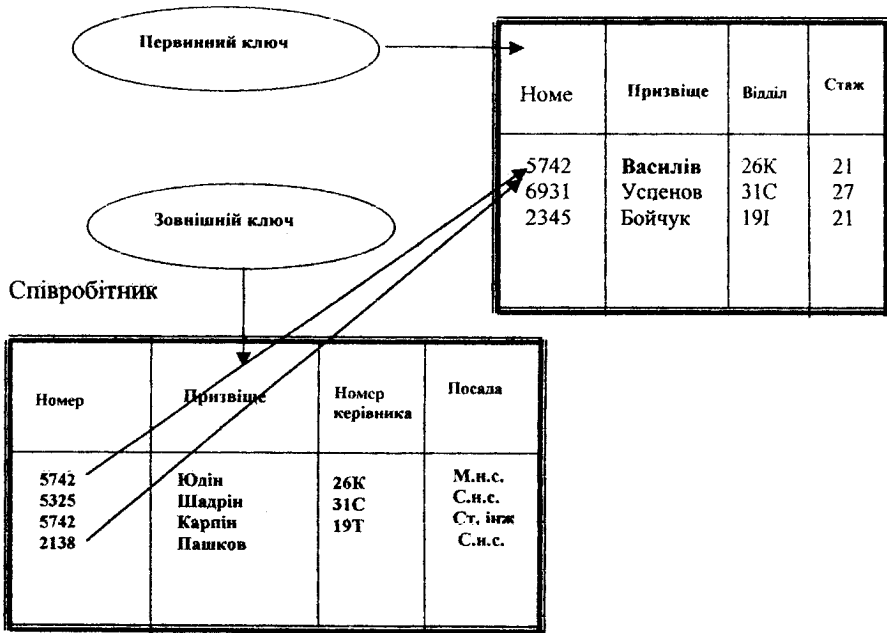 Первинний ключ
Номе Призвіще Відділ Стаж
5742 Василів 26К 21
6931 Успенов 31С 27
2345 Бойчук 19І 21
Зовнішній ключ
Співробітник
Номер Призвіще Номер керівника Посада
5742 Юдін 26К М.н.с.
5325 Шадрін 31С С.н.с.
5742 Карпін 19Т Ст. інж
2138 Пашков С.н.с.